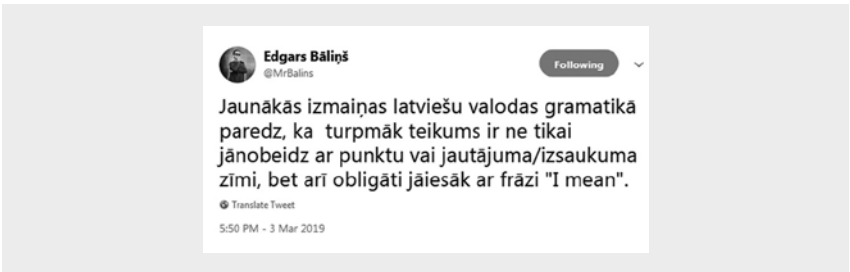 Edgars Bāliņš
@MrBalins
Following
Jaunākās izmaiņas latviešu valodas gramatikā
paredz, ka turpmāk teikums ir ne tikai
jānobeidz ar punktu vai jautājuma/izsaukuma
zīmi, bet arī obligāti jāiesāk ar frāzi "I mean".
Translate Tweet
5:50 PM - 3 Mar 2019